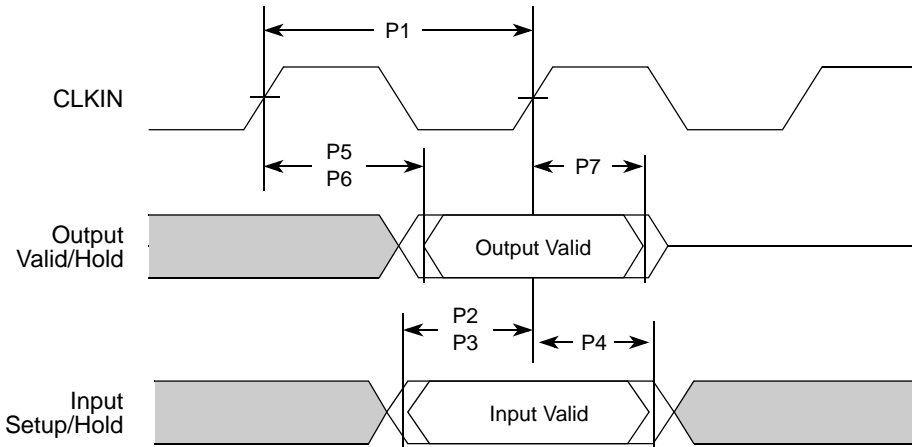 P1
CLKIN
P5
P6
P7
Output
Valid/Hold
Output Valid
P2
P3
P4
Input
Setup/Hold
Input Valid